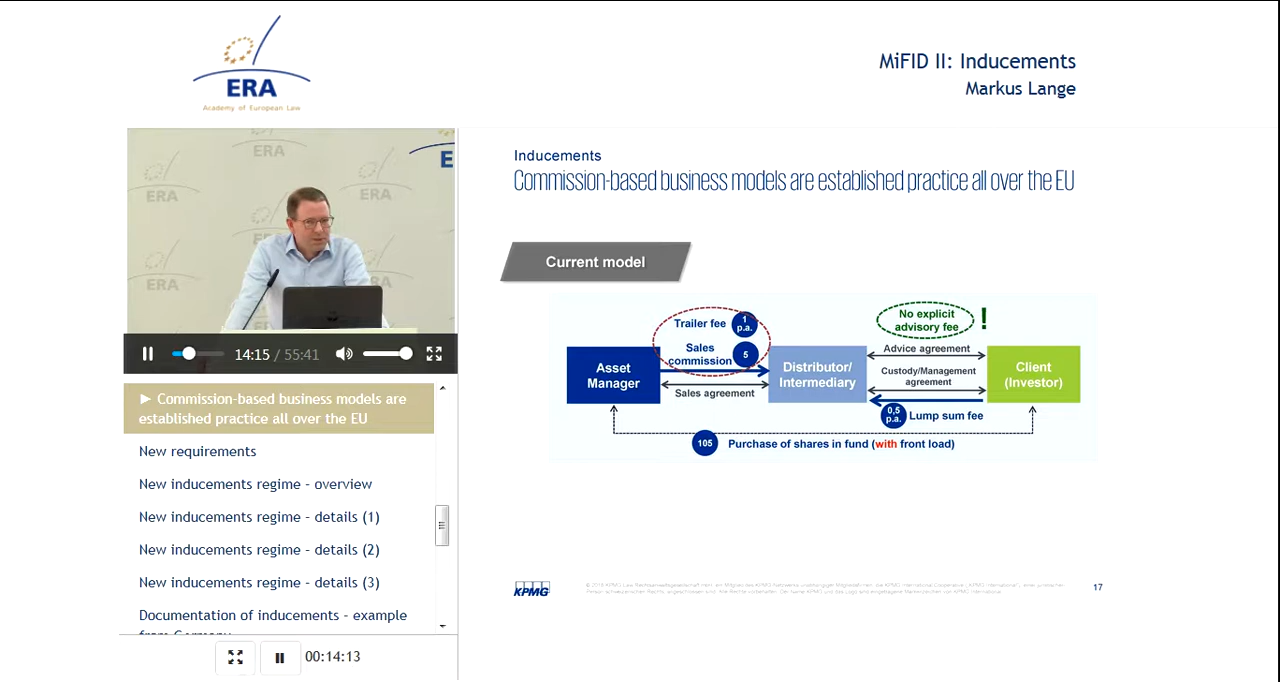 ERA
Academy of European Law
MiFID II: Inducements
Markus Lange
ERA
ERA
ERA
E
ERA
ERA
ERA
14:15 / 55:41
► Commission-based business models are
established practice all over the EU
New requirements
New inducements regime - overview
New inducements regime - details (1)
New inducements regime - details (2)
New inducements regime - details (3)
Documentation of inducements - example
from Germany
00:14:13
Inducements
Commission-based business models are established practice all over the EU
Current model
Trailer fee
1
p.a.
Sales
commission
5
Asset
Manager
Sales agreement
Distributor/
Intermediary
No explicit
advisory fee
!
Advice agreement
Custody/Management
agreement
0,5
p.a.
Lump sum fee
Client
(Investor)
105
Purchase of shares in fund (with front load)
KPMG
17